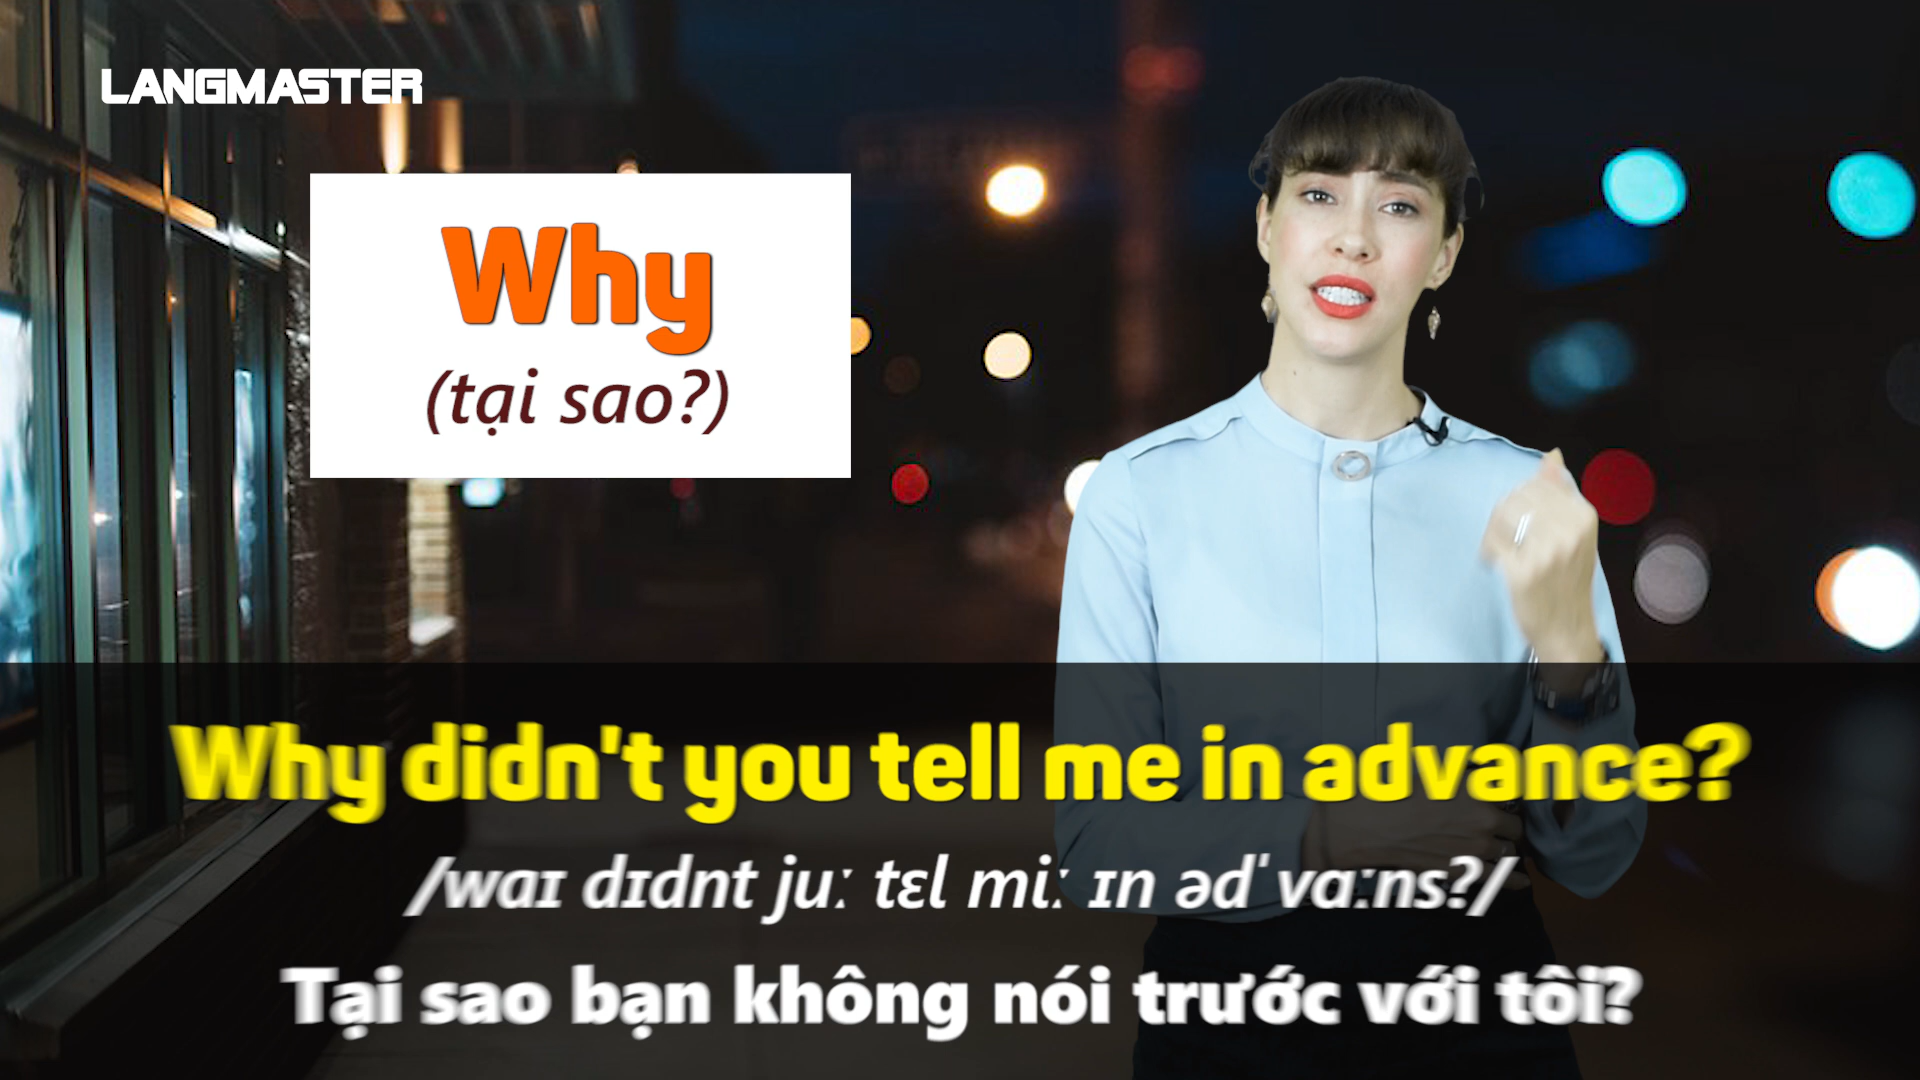 LANGMASTER
Why
(tại sao?)
Why didn't you tell me in advance?
/waɪ dɪdnt juː tɛl miː ɪn ədˈvɑːns?/
Tại sao bạn không nói trước với tôi?